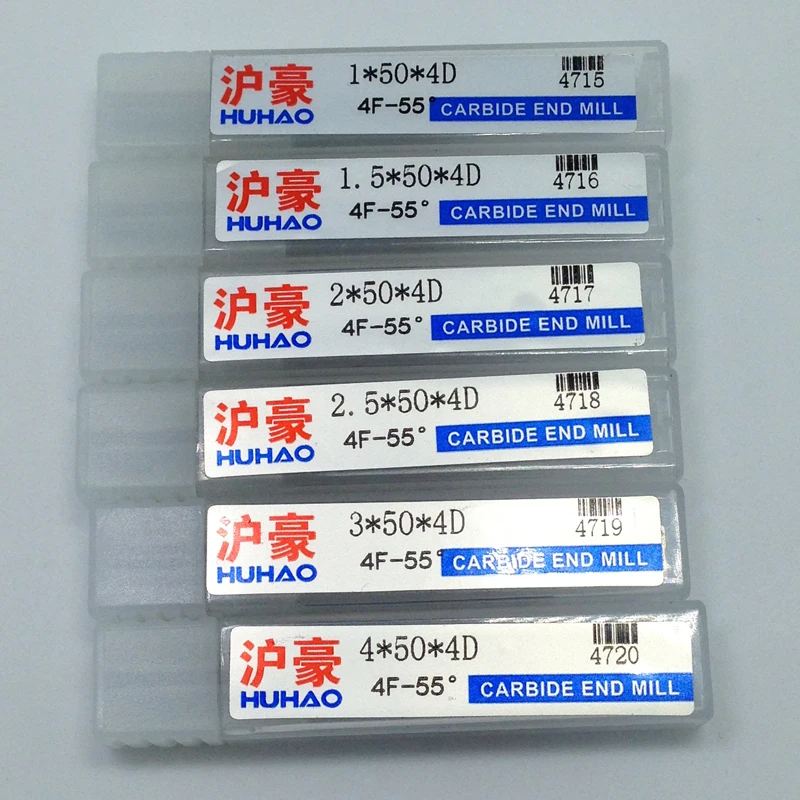 沪豪 1*50*4D 4715
HUHAO 4F-55° CARBIDE END MILL
沪豪 1.5*50*4D 4716
HUHAO 4F-55° CARBIDE END MILL
沪豪 2*50*4D 4717
HUHAO 4F-55° CARBIDE END MILL
沪豪 2.5*50*4D 4718
HUHAO 4F-55° CARBIDE END MILL
沪豪 3*50*4D 4719
HUHAO 4F-55° CARBIDE END MILL
沪豪 4*50*4D 4720
HUHAO 4F-55° CARBIDE END MILL